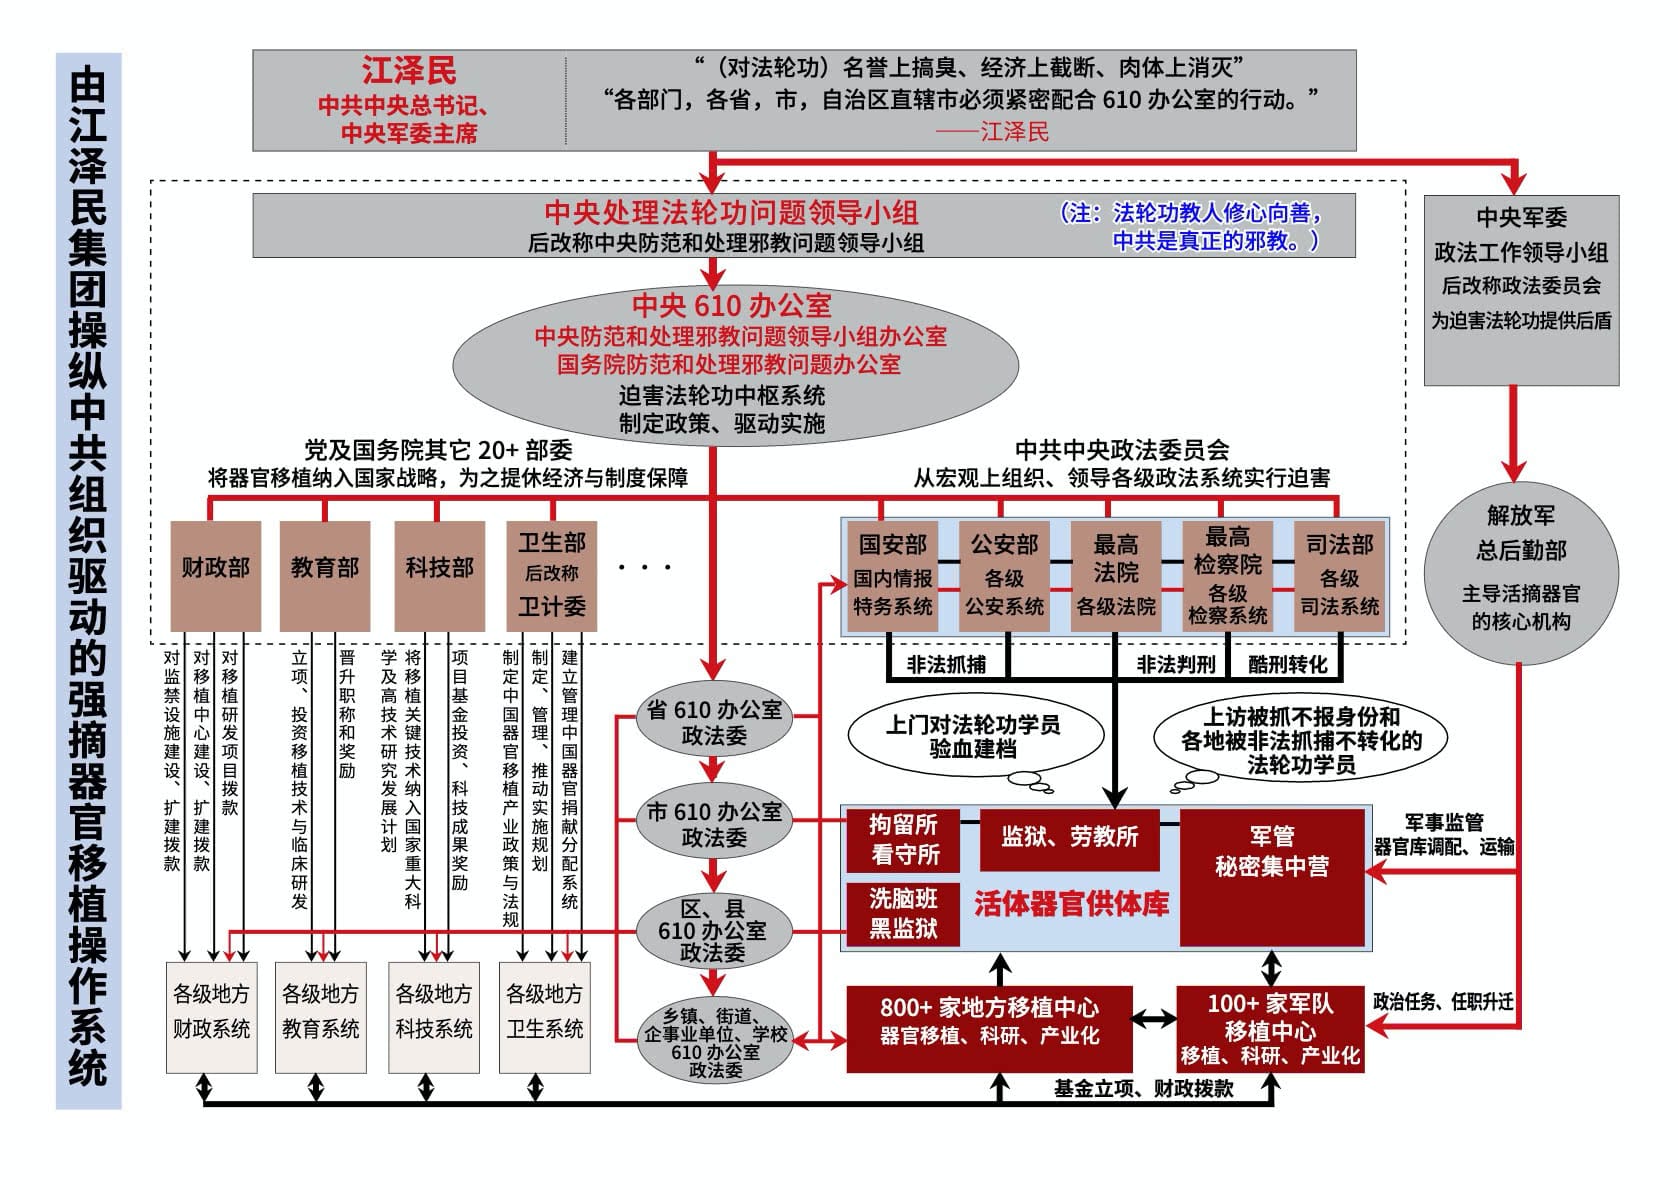 由江泽民集团操纵中共组织驱动的强摘器官移植操作系统
江泽民
中共中央总书记、
中央军委主席
“（对法轮功）名誉上搞臭、经济上截断、肉体上消灭”
“各部门，各省，市，自治区直辖市必须紧密配合 610 办公室的行动。”
——江泽民
中央处理法轮功问题领导小组
后改称中央防范和处理邪教问题领导小组
（注：法轮功教人修心向善，
中共是真正的邪教。）
中央军委
政法工作领导小组
后改称政法委员会
为迫害法轮功提供后盾
中央 610 办公室
中央防范和处理邪教问题领导小组办公室
国务院防范和处理邪教问题办公室
迫害法轮功中枢系统
制定政策、驱动实施
党及国务院其它 20+ 部委
将器官移植纳入国家战略，为之提休经济与制度保障
中共中央政法委员会
从宏观上组织、领导各级政法系统实行迫害
财政部
教育部
科技部
卫生部
后改称
卫计委
· · ·
国安部
国内情报
特务系统
公安部
各级
公安系统
最高
法院
各级法院
最高
检察院
各级
检察系统
司法部
各级
司法系统
解放军
总后勤部
主导活摘器官
的核心机构
对监禁设施建设、扩建拨款
对移植中心建设、扩建拨款
对移植研发项目拨款
立项、投资移植技术与临床研发
晋升职称和奖励
学及高技术研究发展计划
将移植关键技术纳入国家重大科
项目基金投资、科技成果奖励
制定中国器官移植产业政策与法规
制定、管理、推动实施规划
建立管理中国器官捐献分配系统
非法抓捕
非法判刑
酷刑转化
省 610 办公室
政法委
市 610 办公室
政法委
区、县
610 办公室
政法委
乡镇、街道、
企事业单位、学校
610 办公室
政法委
上门对法轮功学员
验血建档
上访被抓不报身份和
各地被非法抓捕不转化的
法轮功学员
拘留所
看守所
监狱、劳教所
军管
秘密集中营
洗脑班
黑监狱
活体器官供体库
军事监管
器官库调配、运输
各级地方
财政系统
各级地方
教育系统
各级地方
科技系统
各级地方
卫生系统
800+ 家地方移植中心
器官移植、科研、产业化
100+ 家军队
移植中心
移植、科研、产业化
政治任务、任职升迁
基金立项、财政拨款